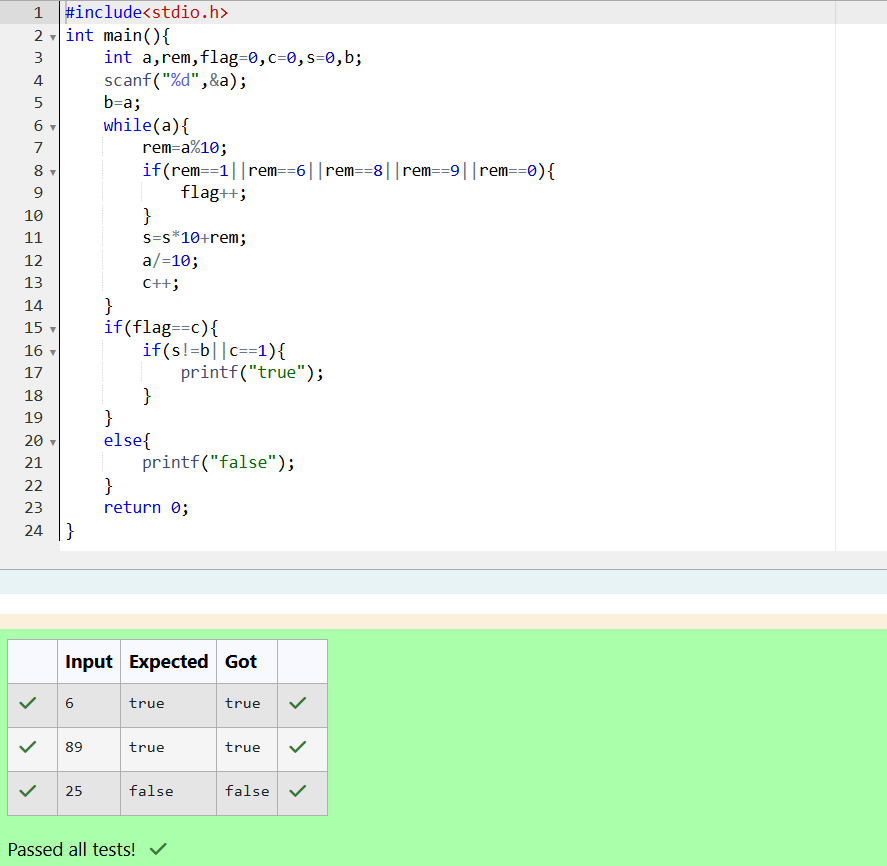 1 #include<stdio.h>
2 int main(){
3     int a,rem,flag=0,c=0,s=0,b;
4     scanf("%d",&a);
5     b=a;
6     while(a){
7         rem=a%10;
8         if(rem==1||rem==6||rem==8||rem==9||rem==0){
9             flag++;
10         }
11         s=s*10+rem;
12         a/=10;
13         c++;
14     }
15     if(flag==c){
16         if(s!=b||c==1){
17             printf("true");
18         }
19     }
20     else{
21         printf("false");
22     }
23     return 0;
24 }
Input Expected Got
6 true true
89 true true
25 false false
Passed all tests!